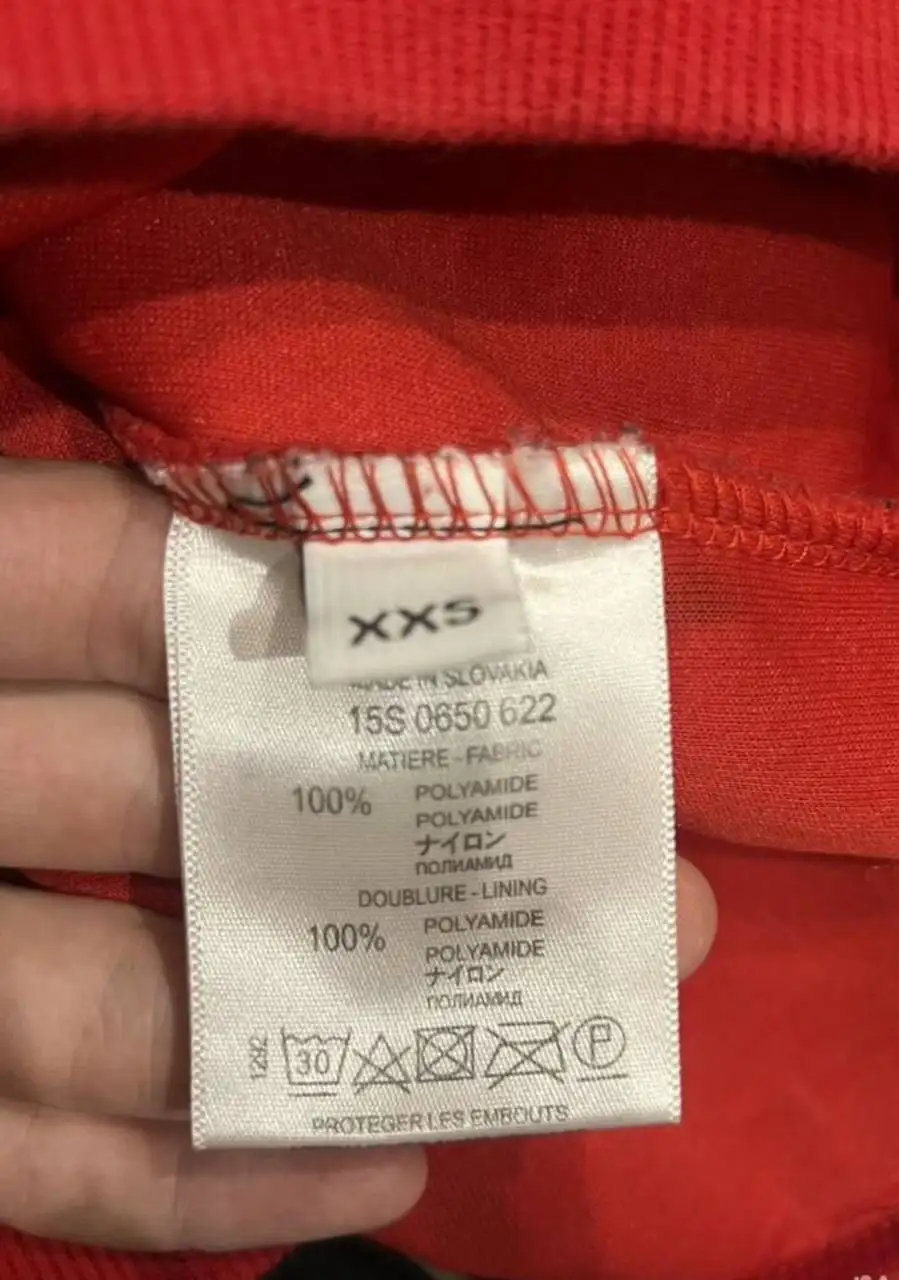 XXS
MADE IN SLOVAKIA
15S 0650 622
MATIERE - FABRIC
100% POLYAMIDE
POLYAMIDE
ナイロン
ПОЛИАМИД
DOUBLURE - LINING
100% POLYAMIDE
POLYAMIDE
ナイロン
ПОЛИАМИД
1292
30
P
PROTEGER LES EMBOUTS